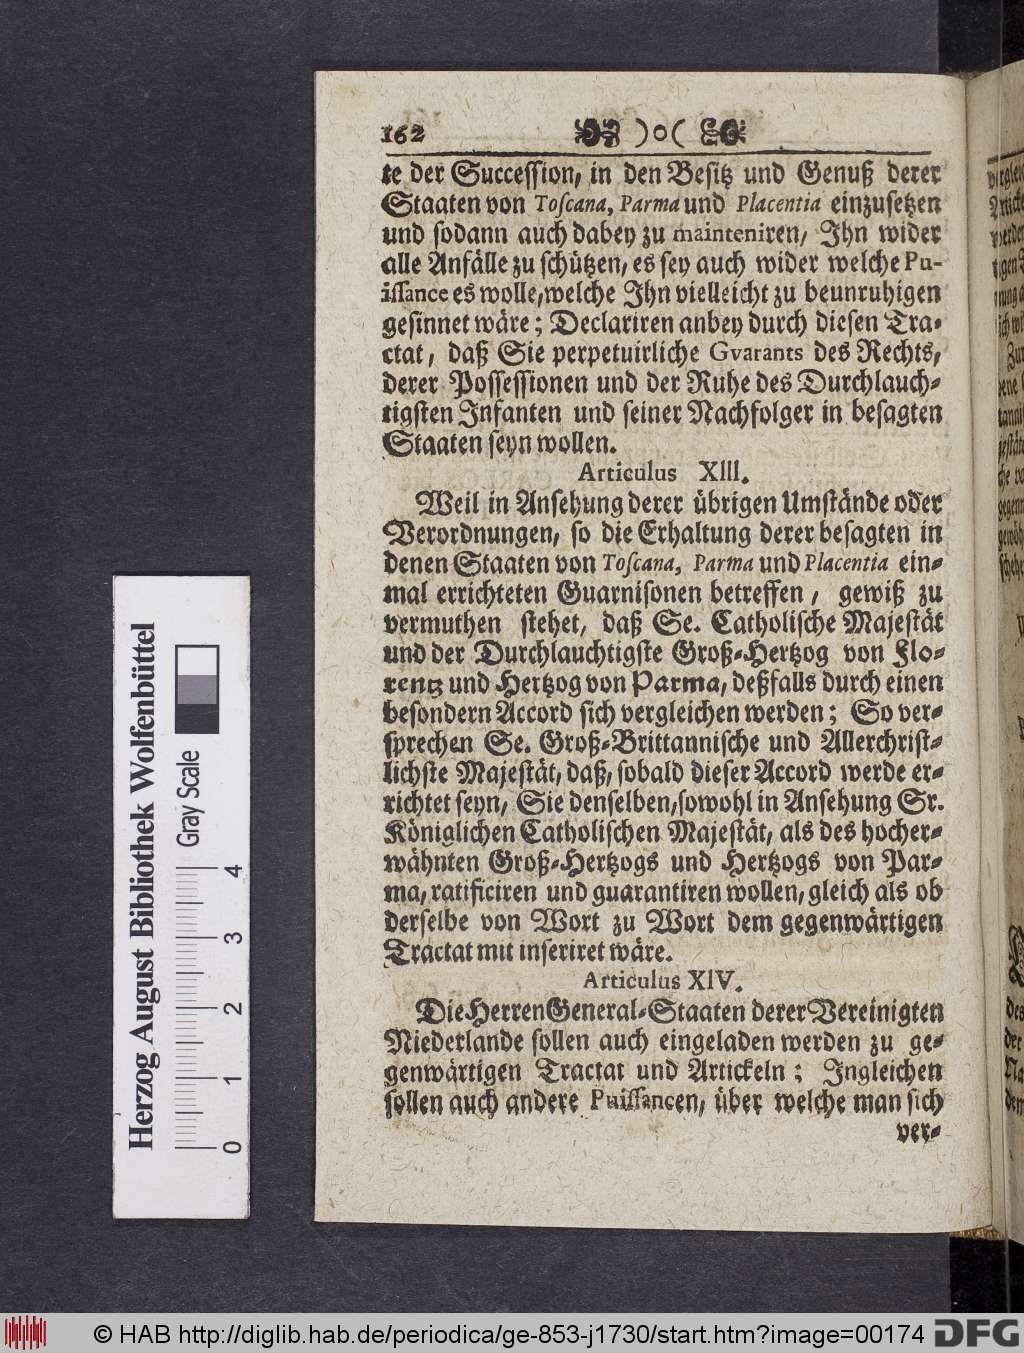 162 )o(
te der Succession, in den Besitz und Genuß derer
Staaten von Toscana, Parma und Placentia einzusetzen
und sodann auch dabey zu mainteniren, Ihn wider
alle Anfälle zu schützen, es sey auch wider welche Pu-
issance es wolle, welche Ihn vielleicht zu beunruhigen
gesinnet wäre; Declariren anbey durch diesen Tra-
ctat, daß Sie perpetuirliche Gvarants des Rechts,
derer Possessionen und der Ruhe des Durchlauch-
tigsten Infanten und seiner Nachfolger in besagten
Staaten seyn wollen.
Articulus XIII.
Weil in Ansehung derer übrigen Umstände oder
Verordnungen, so die Erhaltung derer besagten in
denen Staaten von Toscana, Parma und Placentia ein-
mal errichteten Guarnisonen betreffen, gewiß zu
vermuthen stehet, daß Se. Catholische Majestät
und der Durchlauchtigste Groß-Hertzog von Flo-
rentz und Hertzog von Parma, deßfalls durch einen
besondern Accord sich vergleichen werden; So ver-
sprechen Se. Groß-Brittannische und Allerchrist-
lichste Majestät, daß, sobald dieser Accord werde er-
richtet seyn, Sie denselben, sowohl in Ansehung Sr.
Königlichen Catholischen Majestät, als des hocher-
wähnten Groß-Hertzogs und Hertzogs von Par-
ma, ratificiren und guarantiren wollen, gleich als ob
derselbe von Wort zu Wort dem gegenwärtigen
Tractat mit inseriret wäre.
Articulus XIV.
Die Herren General-Staaten derer Vereinigten
Niederlande sollen auch eingeladen werden zu ge-
genwärtigen Tractat und Artickeln; Ingleichen
sollen auch andere Puissancen, über welche man sich
ver-
Herzog August Bibliothek Wolfenbüttel
Gray Scale
0 1 2 3 4
© HAB http://diglib.hab.de/periodica/ge-853-j1730/start.htm?image=00174 DFG